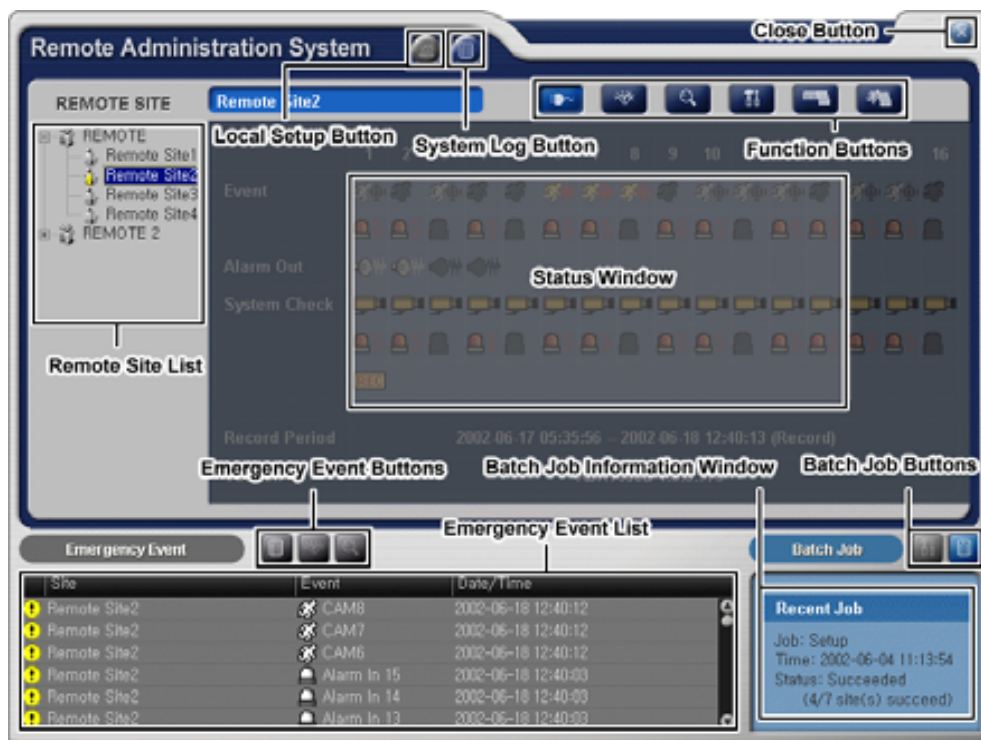 Remote Administration System
Close Button
REMOTE SITE
Remote Site2
Local Setup Button
System Log Button
Function Buttons
REMOTE
Remote Site1
Remote Site2
Remote Site3
Remote Site4
REMOTE 2
1 2 8 9 10 16
Event
Alarm Out
Status Window
System Check
REC
Remote Site List
Record Period 2002-06-17 05:35:56 ~ 2002-06-18 12:40:13 (Record)
Emergency Event Buttons
Batch Job Information Window
Batch Job Buttons
Emergency Event List
Emergency Event
Batch Job
Site Event Date/Time
Remote Site2 CAM8 2002-06-18 12:40:12
Remote Site2 CAM7 2002-06-18 12:40:12
Remote Site2 CAM6 2002-06-18 12:40:12
Remote Site2 Alarm In 15 2002-06-18 12:40:03
Remote Site2 Alarm In 14 2002-06-18 12:40:03
Remote Site2 Alarm In 13 2002-06-18 12:40:03
Recent Job
Job: Setup
Time: 2002-06-04 11:13:54
Status: Succeeded
(4/7 site(s) succeed)